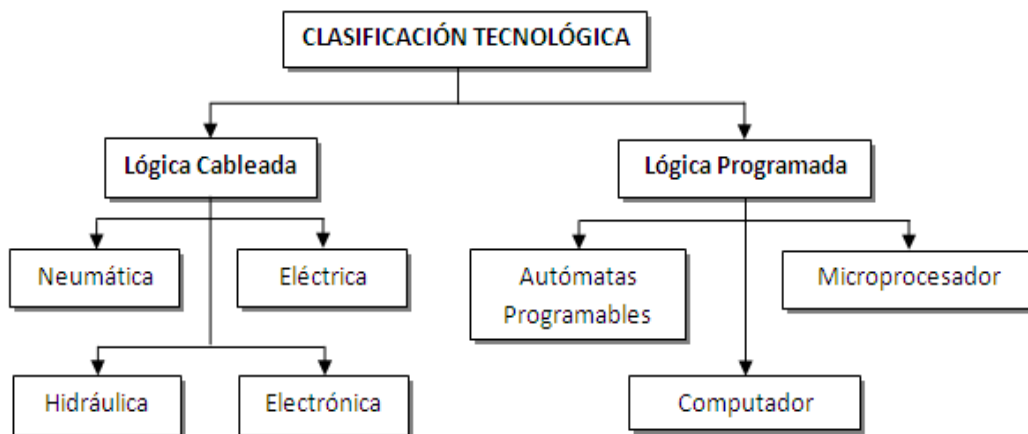 CLASIFICACIÓN TECNOLÓGICA
Lógica Cableada
Lógica Programada
Neumática
Eléctrica
Autómatas
Programables
Microprocesador
Hidráulica
Electrónica
Computador